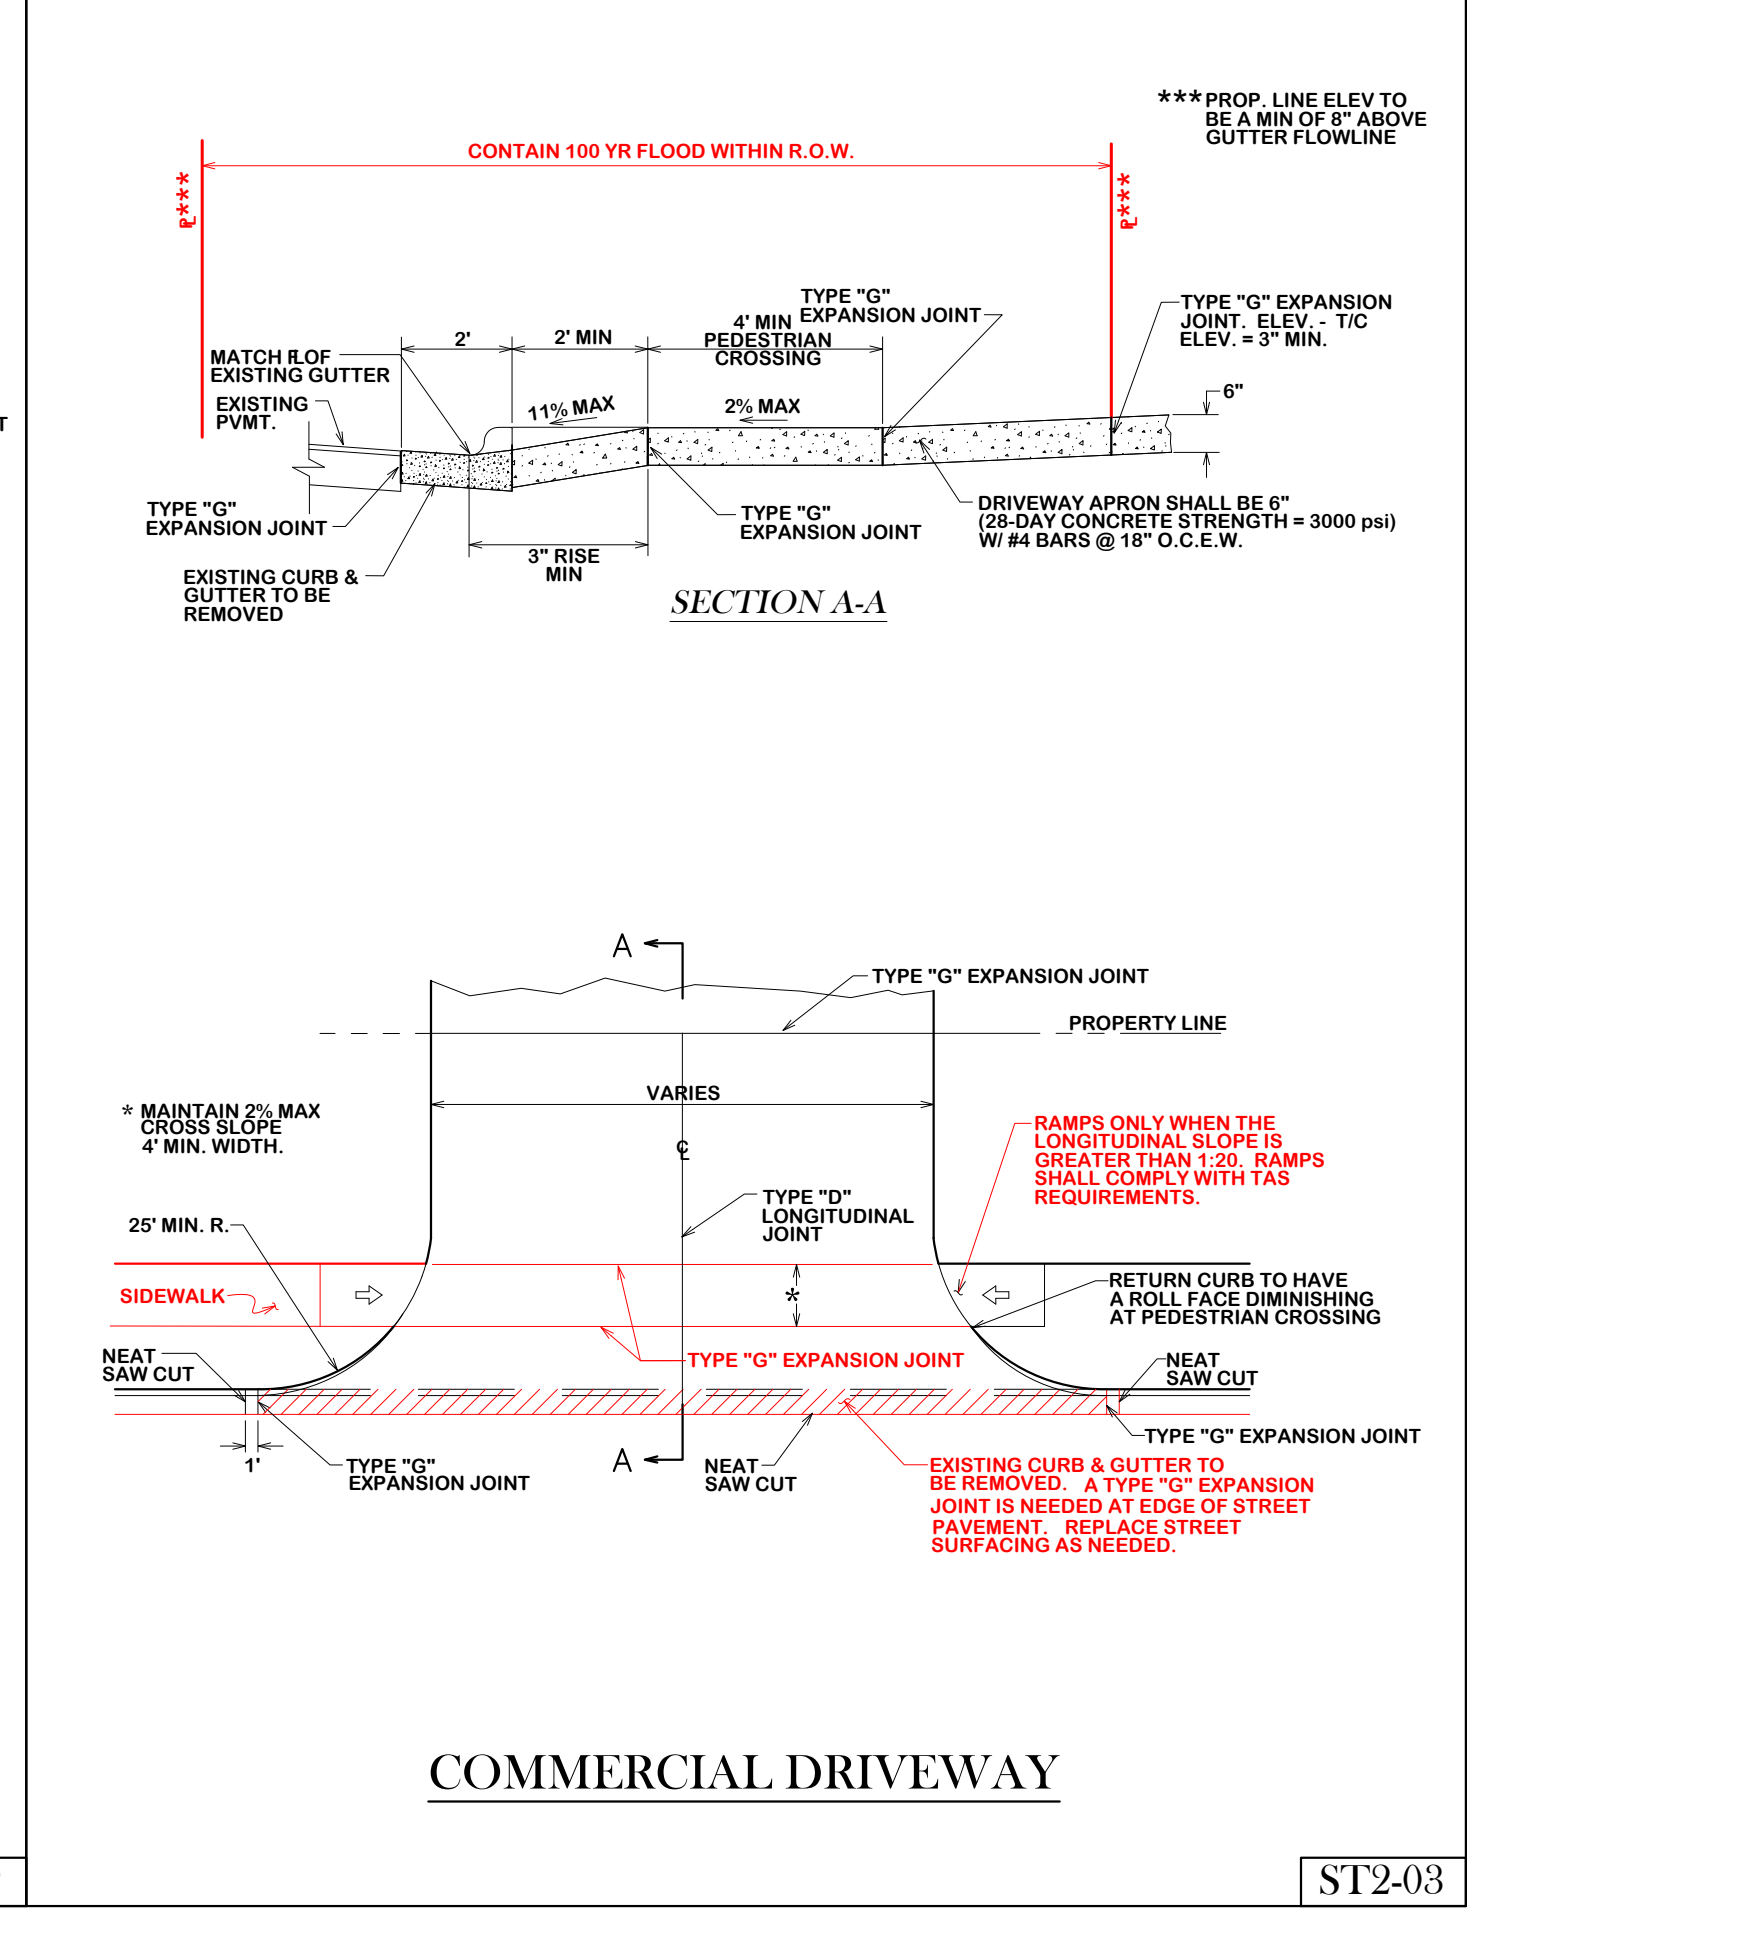 ***PROP. LINE ELEV TO
BE A MIN OF 8" ABOVE
GUTTER FLOWLINE
CONTAIN 100 YR FLOOD WITHIN R.O.W.
PL***
PL***
TYPE "G"
EXPANSION JOINT
TYPE "G" EXPANSION
JOINT. ELEV. - T/C
ELEV. = 3" MIN.
2'
2' MIN
4' MIN
PEDESTRIAN
CROSSING
MATCH FL OF
EXISTING GUTTER
EXISTING
PVMT.
11% MAX
2% MAX
6"
TYPE "G"
EXPANSION JOINT
TYPE "G"
EXPANSION JOINT
DRIVEWAY APRON SHALL BE 6"
(28-DAY CONCRETE STRENGTH = 3000 psi)
W/ #4 BARS @ 18" O.C.E.W.
3" RISE
MIN
EXISTING CURB &
GUTTER TO BE
REMOVED
SECTION A-A
A
TYPE "G" EXPANSION JOINT
PROPERTY LINE
VARIES
* MAINTAIN 2% MAX
CROSS SLOPE
4' MIN. WIDTH.
CL
RAMPS ONLY WHEN THE
LONGITUDINAL SLOPE IS
GREATER THAN 1:20. RAMPS
SHALL COMPLY WITH TAS
REQUIREMENTS.
TYPE "D"
LONGITUDINAL
JOINT
25' MIN. R.
SIDEWALK
*
RETURN CURB TO HAVE
A ROLL FACE DIMINISHING
AT PEDESTRIAN CROSSING
NEAT
SAW CUT
TYPE "G" EXPANSION JOINT
NEAT
SAW CUT
TYPE "G" EXPANSION JOINT
1'
TYPE "G"
EXPANSION JOINT
A
NEAT
SAW CUT
EXISTING CURB & GUTTER TO
BE REMOVED. A TYPE "G" EXPANSION
JOINT IS NEEDED AT EDGE OF STREET
PAVEMENT. REPLACE STREET
SURFACING AS NEEDED.
COMMERCIAL DRIVEWAY
ST2-03